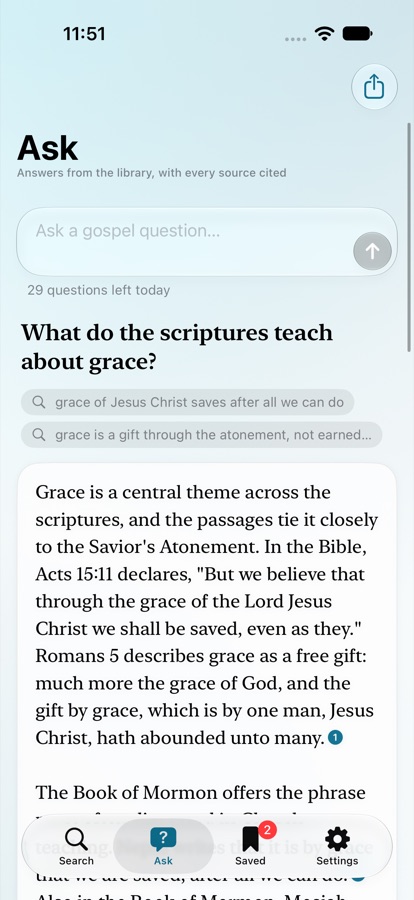 11:51
Ask
Answers from the library, with every source cited
Ask a gospel question...
29 questions left today
What do the scriptures teach
about grace?
grace of Jesus Christ saves after all we can do
grace is a gift through the atonement, not earned...
Grace is a central theme across the
scriptures, and the passages tie it closely
to the Savior's Atonement. In the Bible,
Acts 15:11 declares, "But we believe that
through the grace of the Lord Jesus
Christ we shall be saved, even as they."
Romans 5 describes grace as a free gift:
much more the grace of God, and the
gift by grace, which is by one man, Jesus
Christ, hath abounded unto many. 1
The Book of Mormon offers the phrase
teaching. it is by grace
that we are saved, after all we can do.
2
Search
Ask
Saved
Settings